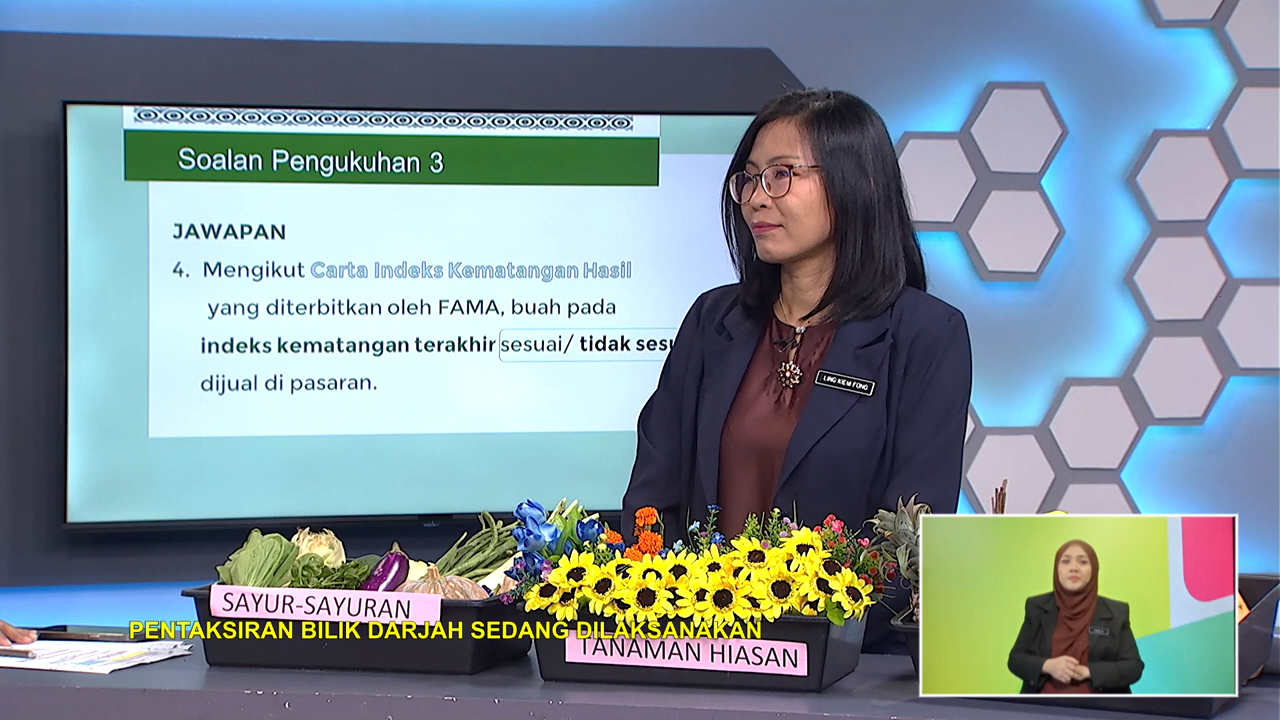 Soalan Pengukuhan 3
JAWAPAN
4. Mengikut Carta Indeks Kematangan Hasil
yang diterbitkan oleh FAMA, buah pada
indeks kematangan terakhir sesuai/ tidak sesu
dijual di pasaran.
LING KIEM FONG
SAYUR-SAYURAN
PENTAKSIRAN BILIK DARJAH SEDANG DILAKSANAKAN
TANAMAN HIASAN